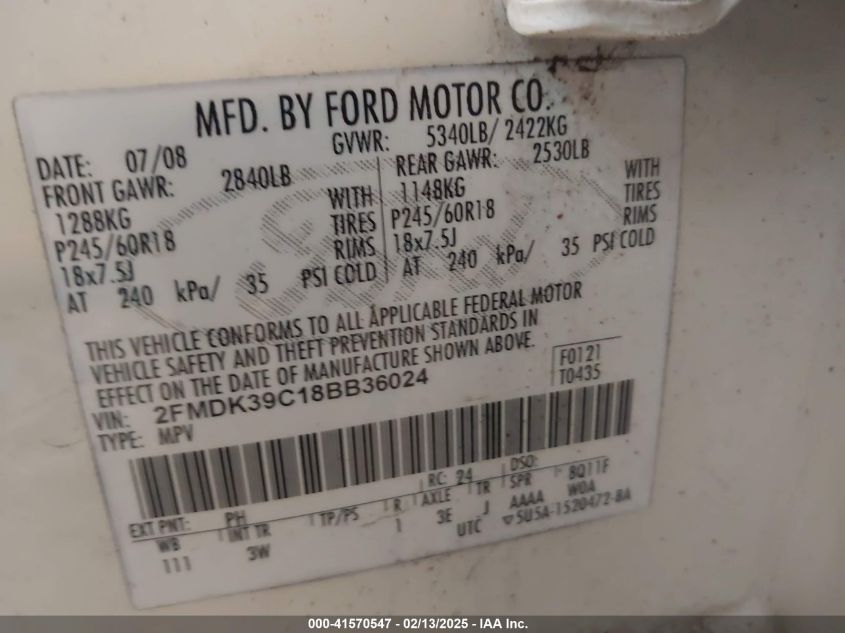 MFD. BY FORD MOTOR CO.
DATE: 07/08 GVWR: 5340LB/ 2422KG
FRONT GAWR: 2840LB REAR GAWR: 2530LB
1288KG WITH 1148KG WITH
P245/60R18 TIRES P245/60R18 TIRES
18x7.5J RIMS 18x7.5J RIMS
AT 240 kPa/ 35 PSI COLD AT 240 kPa/ 35 PSI COLD
THIS VEHICLE CONFORMS TO ALL APPLICABLE FEDERAL MOTOR
VEHICLE SAFETY AND THEFT PREVENTION STANDARDS IN
EFFECT ON THE DATE OF MANUFACTURE SHOWN ABOVE.
F0121
T0435
VIN: 2FMDK39C18BB36024
TYPE: MPV
EXT PNT: PH RC: 24 DSO:
WB INT TR TP/PS R AXLE TR SPR 8Q11F
111 3W 1 3E J AAAA W0A
UTC 5U5A-1520472-BA
000-41570547 - 02/13/2025 - IAA Inc.